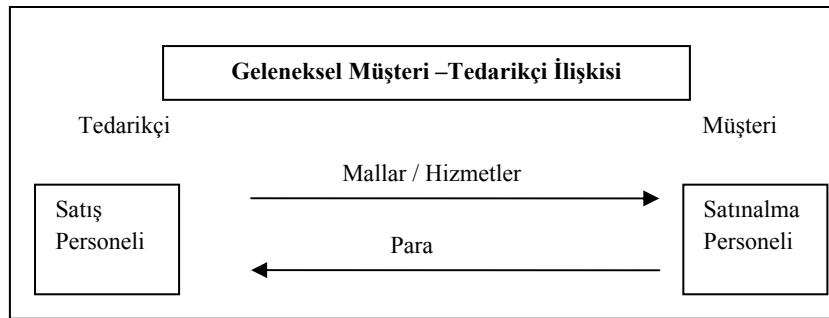 Geleneksel Müşteri –Tedarikçi İlişkisi
Tedarikçi
Müşteri
Mallar / Hizmetler
Satış
Personeli
Satınalma
Personeli
Para